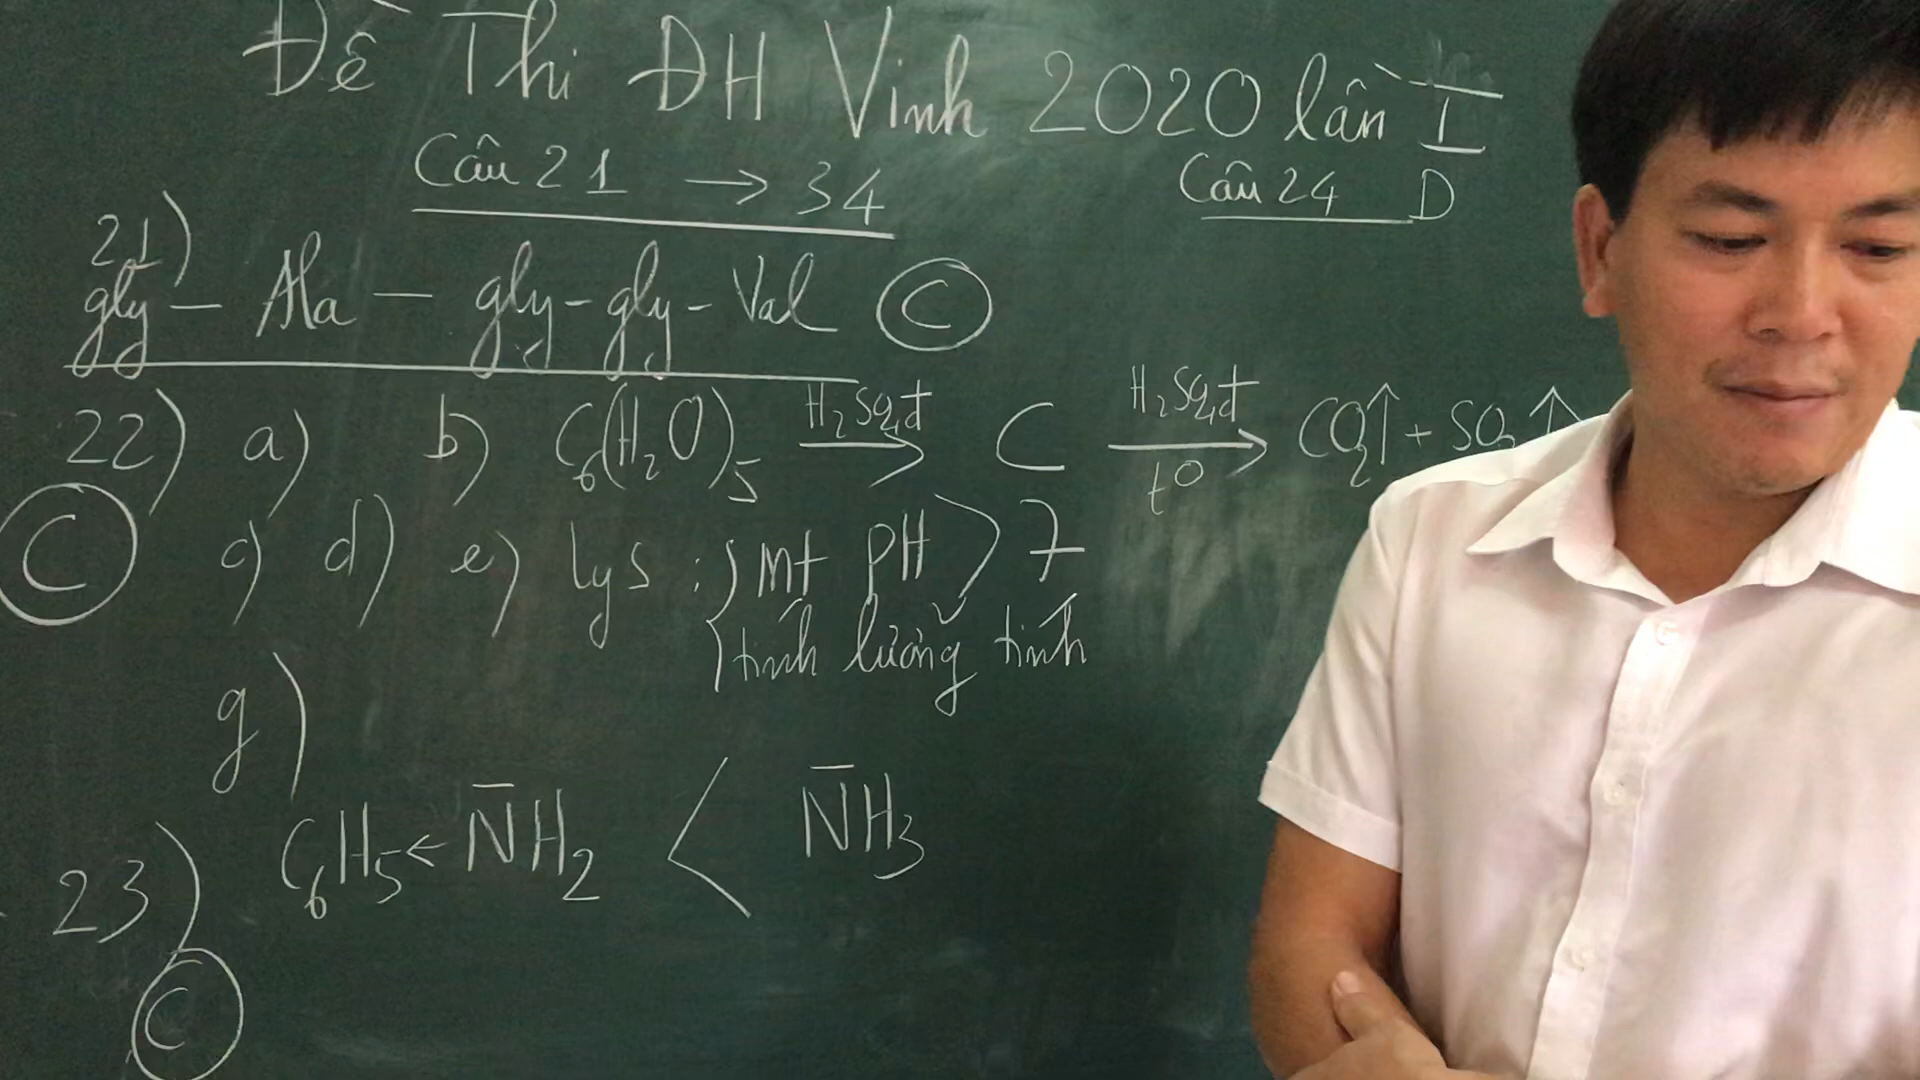 Đề Thi ĐH Vinh 2020 lần I
Câu 21 → 34
Câu 24 D
21)
gly - Ala - gly - gly - Val C
22) a) b) C6(H2O)5 H2SO4đ → C H2SO4đ t° → CO2↑ + SO2↑
C c) d) e) lys : { mt pH > 7
tính lưỡng tính
g)
23) C6H5 ← NH2 < NH3
C